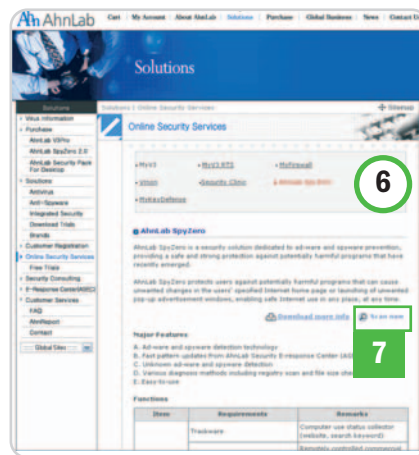 AhnLab
Cart My Account About AhnLab Solutions Purchase Global Business News Contact Us
Solutions
Solutions
Virus Information
Purchase
AhnLab V3Pro
AhnLab SpyZero 2.0
AhnLab Security Pack
For Desktop
Solutions
Antivirus
Anti-Spyware
Integrated Security
Download Trials
Brands
Customer Registration
Online Security Services
Free Trials
Security Consulting
E-Response Center(ASEC)
Customer Services
FAQ
AhnReport
Contact
Global Sites
Solutions | Online Security Services
Sitemap
Online Security Services
MyV3
MyV3 RTS
MyFirewall
Security Clinic
AhnLab SpyZero
MyKeyDefense
6
AhnLab SpyZero
AhnLab SpyZero is a security solution dedicated to ad-ware and spyware prevention,
providing a safe and strong protection against potentially harmful programs that have
recently emerged.
AhnLab SpyZero protects users against potentially harmful programs that can cause
unwanted changes in the users' specified Internet home page or launching of unwanted
pop-up advertisement windows, enabling safe Internet use in any place, at any time.
Download more info
7
Major Features
A. Ad-ware and spyware detection technology
B. Fast pattern updates from AhnLab Security E-response Center
C. Unknown ad-ware and spyware detection
D. Various diagnose methods including registry scan and file size
E. Easy-to-use
Functions
Item Requirements Remarks
Trackware
Computer use status collector
(website, search keyword)
Remotely controlled commercial